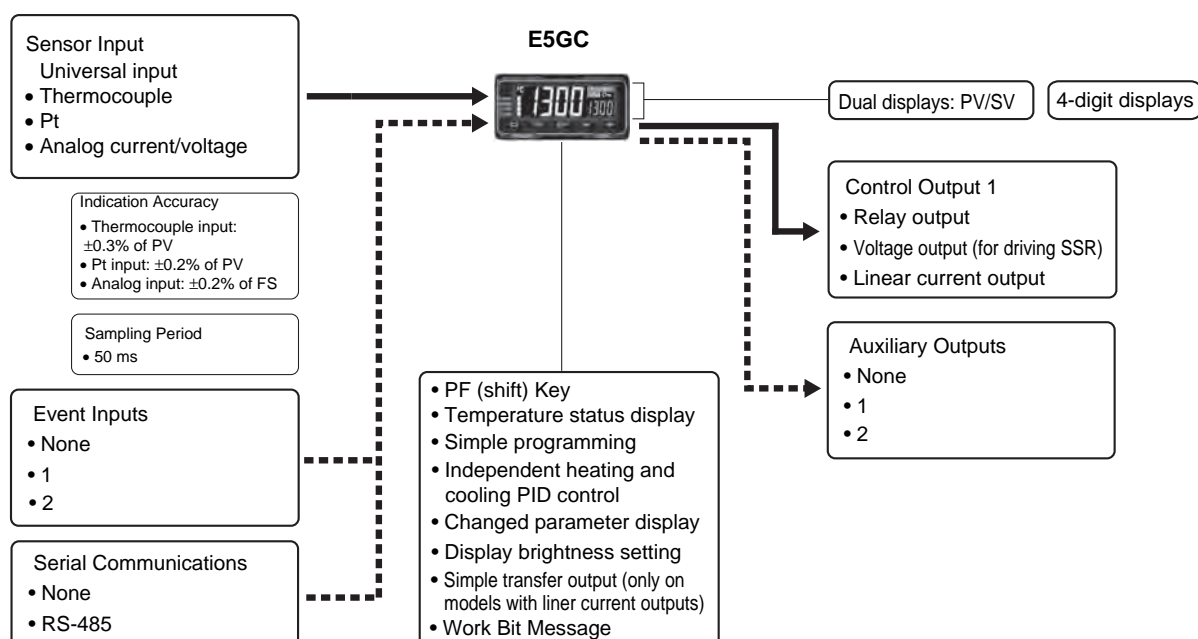 E5GC
Sensor Input
Universal input
• Thermocouple
• Pt
• Analog current/voltage
Indication Accuracy
• Thermocouple input:
±0.3% of PV
• Pt input: ±0.2% of PV
• Analog input: ±0.2% of FS
Sampling Period
• 50 ms
Event Inputs
• None
• 1
• 2
Serial Communications
• None
• RS-485
1300
1300
• PF (shift) Key
• Temperature status display
• Simple programming
• Independent heating and
cooling PID control
• Changed parameter display
• Display brightness setting
• Simple transfer output (only on
models with liner current outputs)
• Work Bit Message
Dual displays: PV/SV
4-digit displays
Control Output 1
• Relay output
• Voltage output (for driving SSR)
• Linear current output
Auxiliary Outputs
• None
• 1
• 2